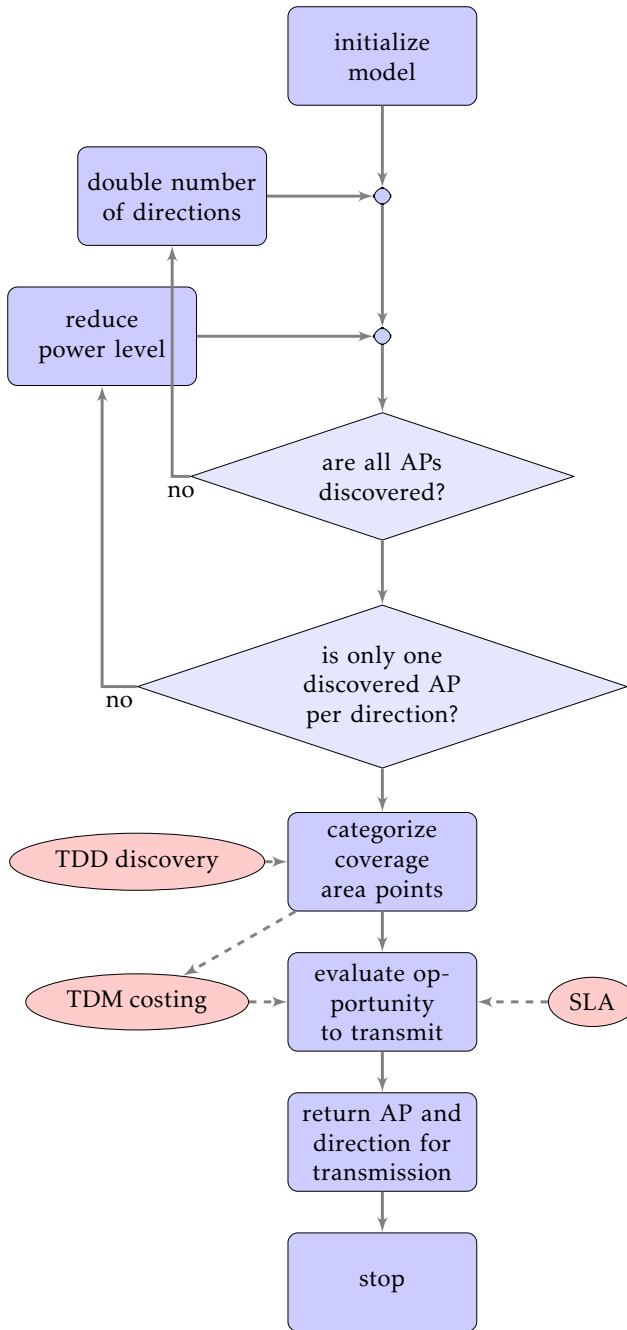 initialize
model
double number
of directions
reduce
power level
are all APs
discovered?
no
is only one
discovered AP
per direction?
no
categorize
coverage
area points
TDD discovery
evaluate op-
portunity
to transmit
TDM costing
SLA
return AP and
direction for
transmission
stop